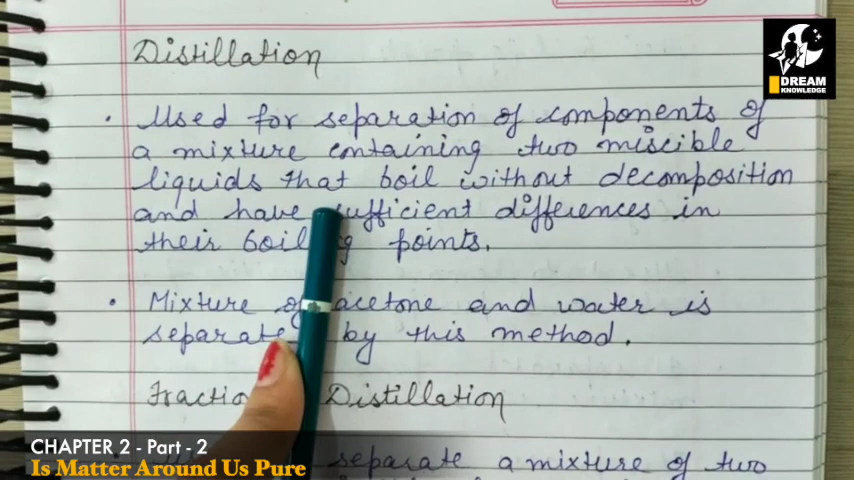 DREAM
KNOWLEDGE
Distillation
• Used for separation of components of
a mixture containing two miscible
liquids that boil without decomposition
and have sufficient differences in
their boiling points.
• Mixture of acetone and water is
separate by this method.
Distillation
separate a mixture of two
CHAPTER 2 - Part - 2
Is Matter Around Us Pure